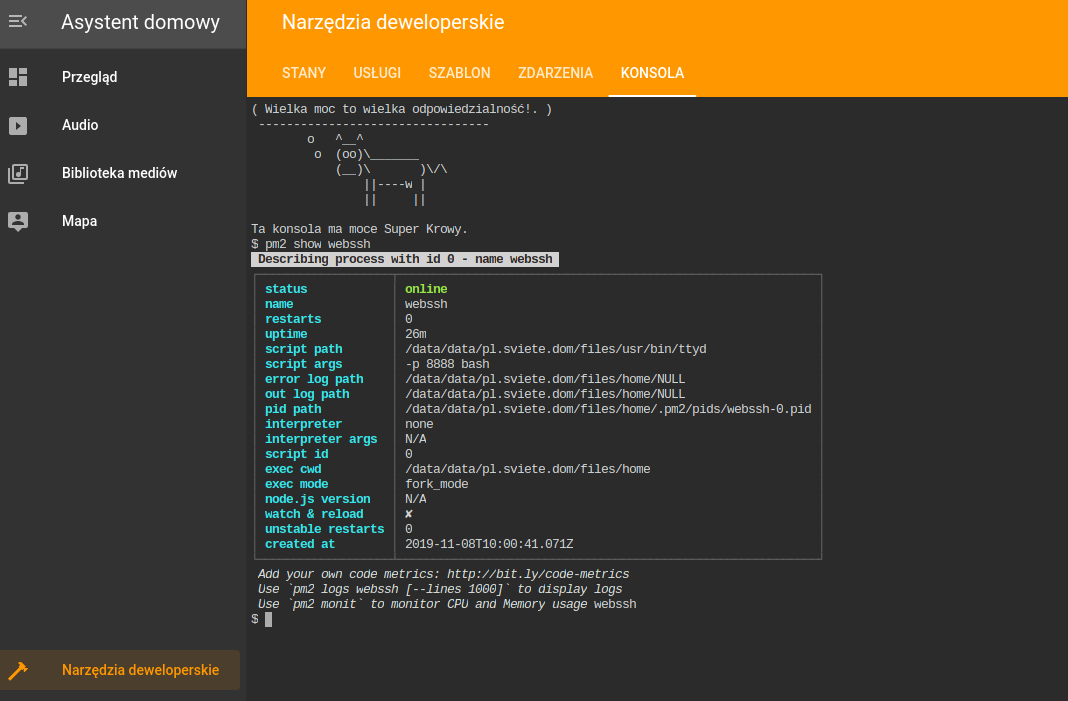 Asystent domowy
Przegląd
Audio
Biblioteka mediów
Mapa
Narzędzia deweloperskie
Narzędzia deweloperskie
STANY USŁUGI SZABLON ZDARZENIA KONSOLA
( Wielka moc to wielka odpowiedzialność!. )
 ---------------------------------
        o   ^__^
         o  (oo)\_______
            (__)\       )\/\
                ||----w |
                ||     ||
Ta konsola ma moce Super Krowy.
$ pm2 show webssh
Describing process with id 0 - name webssh
status online
name webssh
restarts 0
uptime 26m
script path /data/data/pl.sviete.dom/files/usr/bin/ttyd
script args -p 8888 bash
error log path /data/data/pl.sviete.dom/files/home/NULL
out log path /data/data/pl.sviete.dom/files/home/NULL
pid path /data/data/pl.sviete.dom/files/home/.pm2/pids/webssh-0.pid
interpreter none
interpreter args N/A
script id 0
exec cwd /data/data/pl.sviete.dom/files/home
exec mode fork_mode
node.js version N/A
watch & reload ✘
unstable restarts 0
created at 2019-11-08T10:00:41.071Z
Add your own code metrics: http://bit.ly/code-metrics
Use `pm2 logs webssh [--lines 1000]` to display logs
Use `pm2 monit` to monitor CPU and Memory usage webssh
$